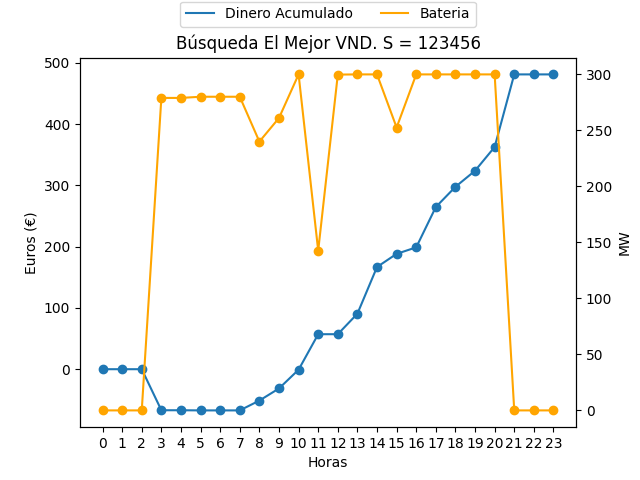 Dinero Acumulado Bateria
Búsqueda El Mejor VND. S = 123456
500
400
300
200
100
0
Euros (€)
300
250
200
150
100
50
0
MW
0 1 2 3 4 5 6 7 8 9 10 11 12 13 14 15 16 17 18 19 20 21 22 23
Horas